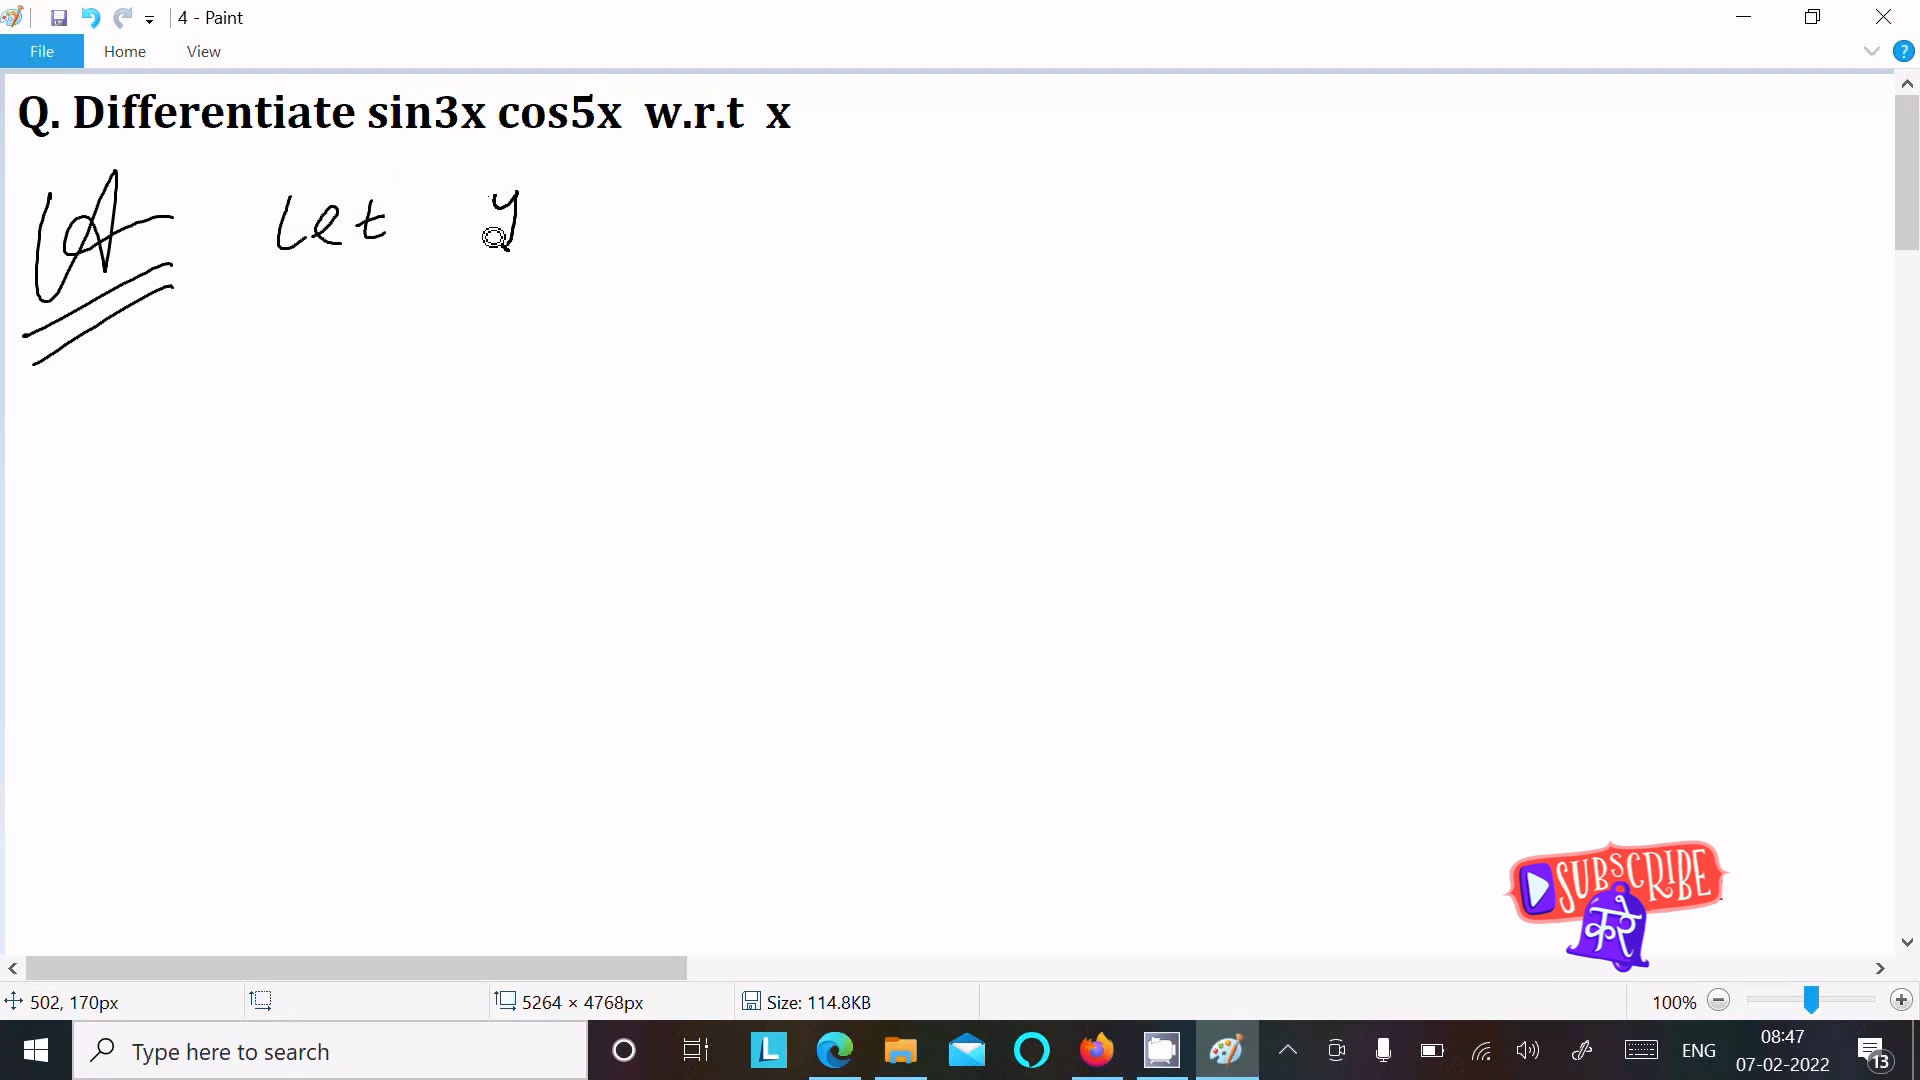 4 - Paint
File Home View
Q. Differentiate sin3x cos5x w.r.t x
Let y
SUBSCRIBE
करे
502, 170px 5264 × 4768px Size: 114.8KB 100%
Type here to search L ENG 08:47
07-02-2022 13